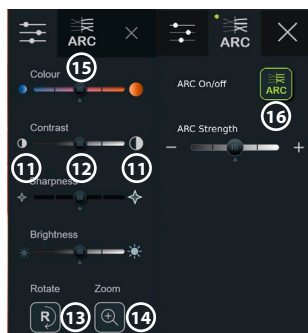 ARC
ARC
Colour
15
Contrast
11
12
11
Sharpness
Brightness
Rotate
Zoom
R
13
14
ARC On/off
ARC
16
ARC Strength